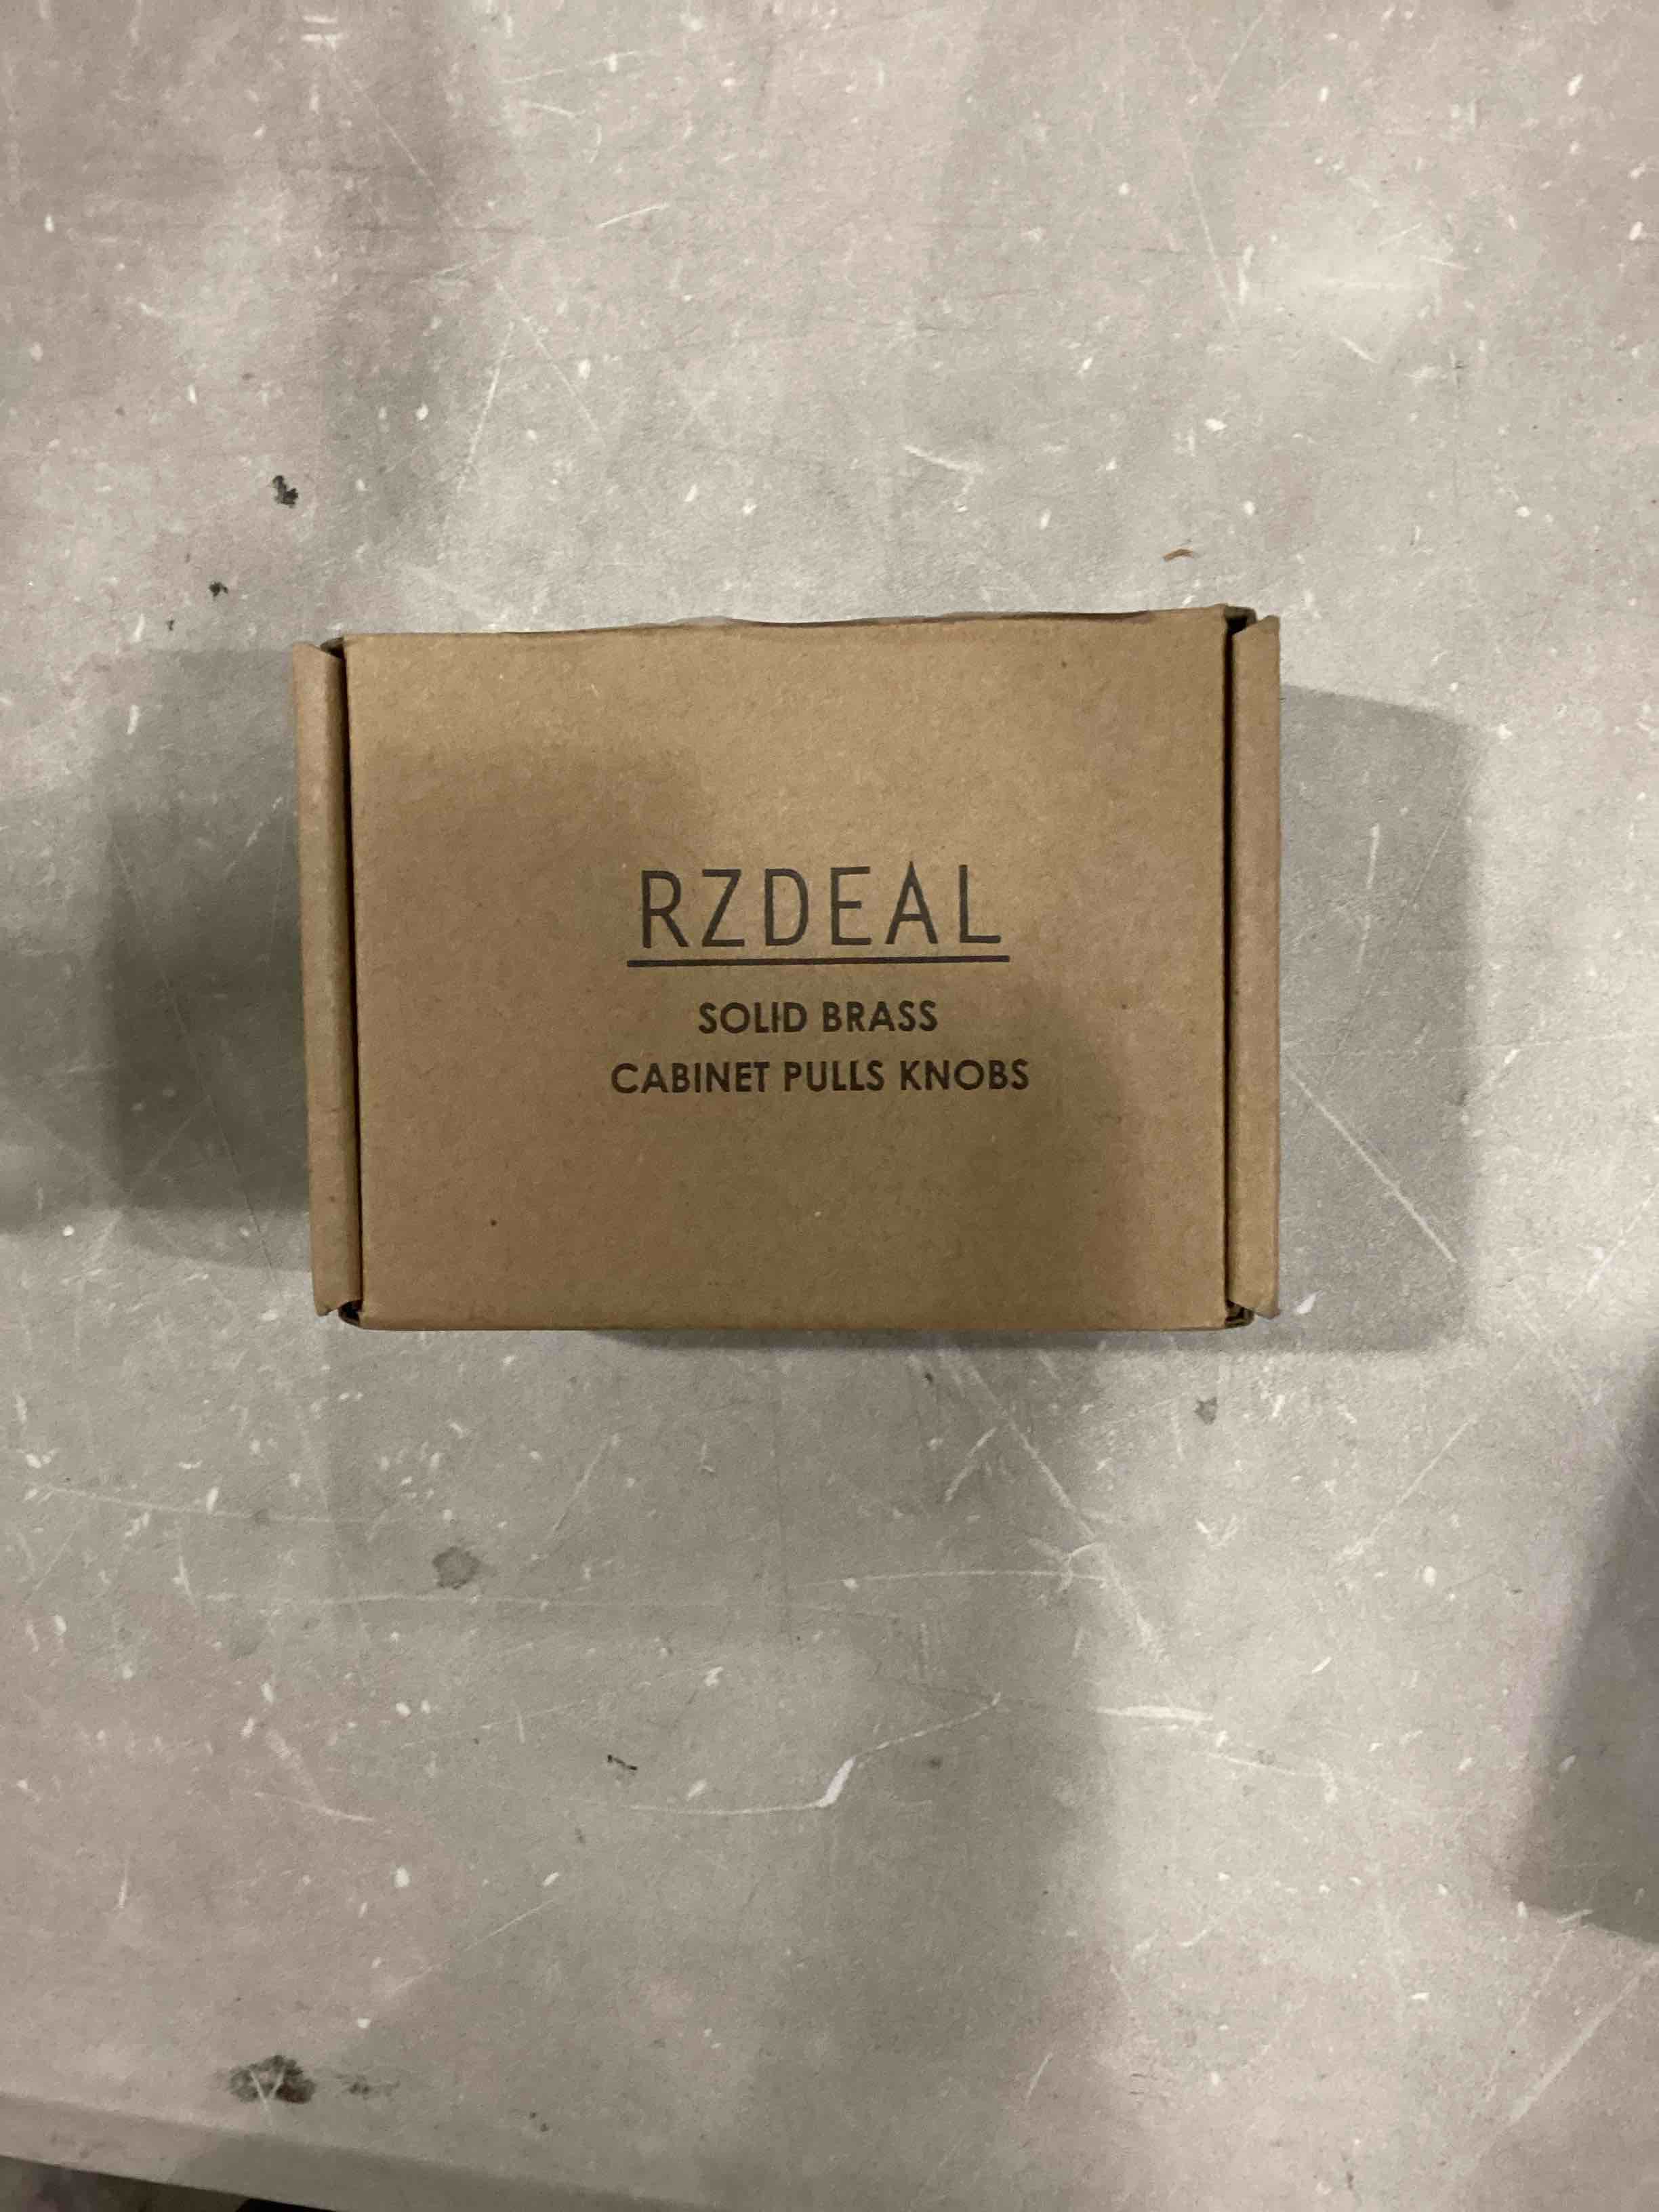 RZDEAL
SOLID BRASS
CABINET PULLS KNOBS